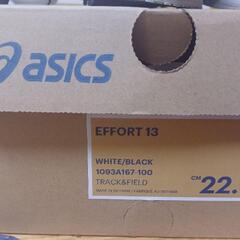 asics
EFFORT 13
WHITE/BLACK
1093A167-100
TRACK&FIELD
CM 22.